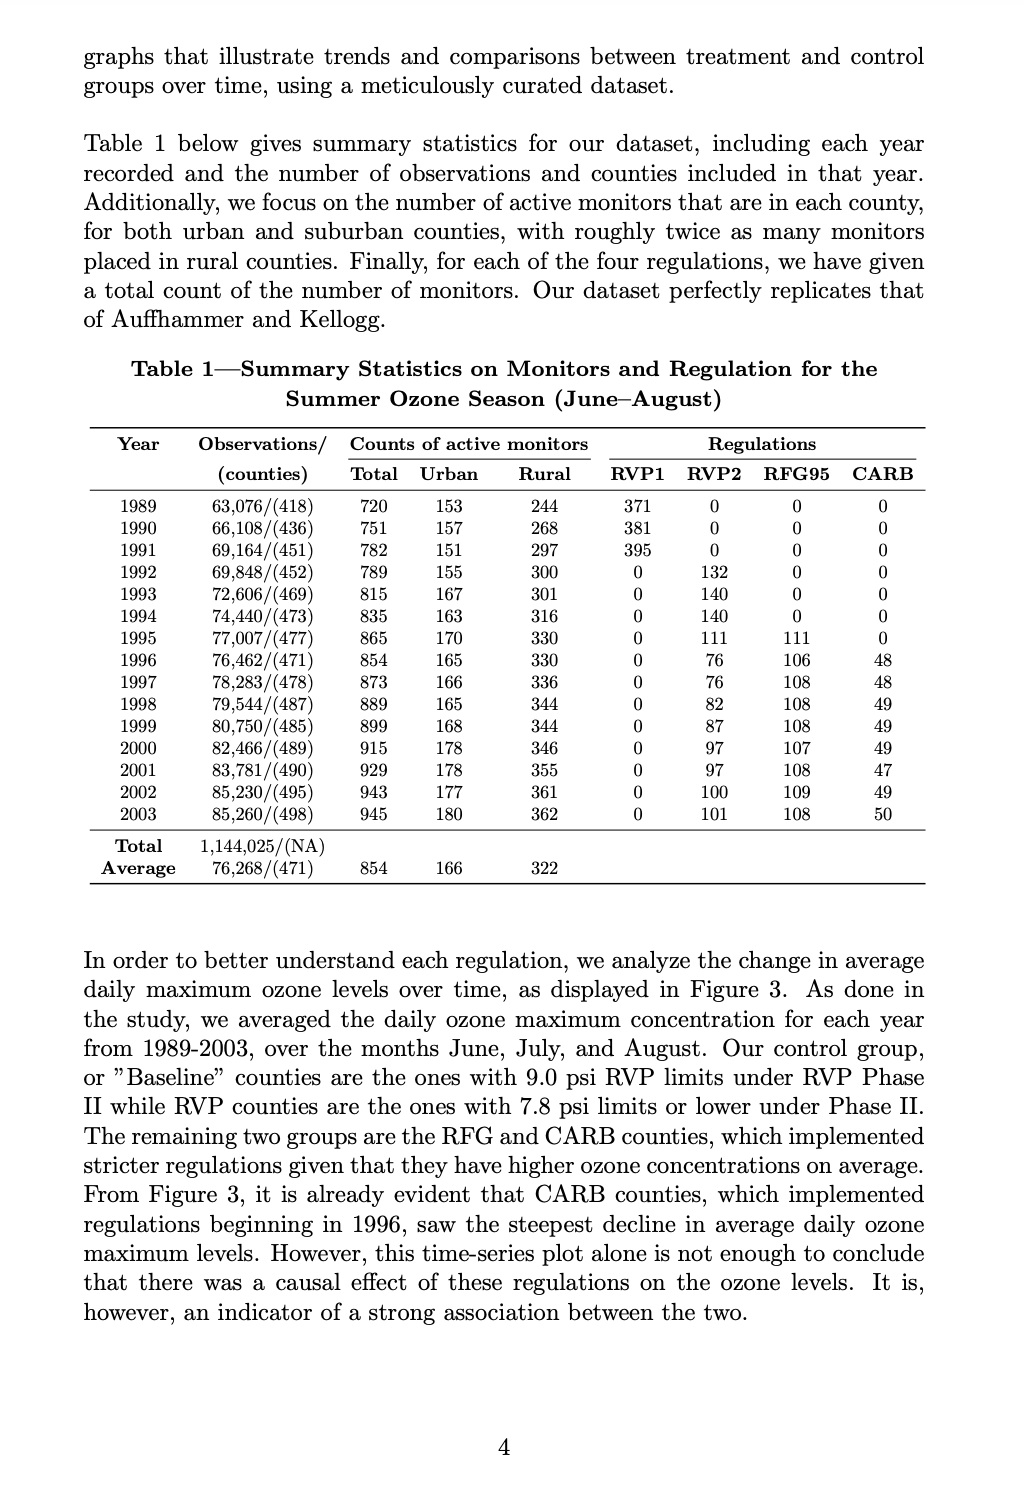 graphs that illustrate trends and comparisons between treatment and control
groups over time, using a meticulously curated dataset.
Table 1 below gives summary statistics for our dataset, including each year
recorded and the number of observations and counties included in that year.
Additionally, we focus on the number of active monitors that are in each county,
for both urban and suburban counties, with roughly twice as many monitors
placed in rural counties. Finally, for each of the four regulations, we have given
a total count of the number of monitors. Our dataset perfectly replicates that
of Auffhammer and Kellogg.
Table 1—Summary Statistics on Monitors and Regulation for the
Summer Ozone Season (June–August)
Year Observations/ Counts of active monitors Regulations
(counties) Total Urban Rural RVP1 RVP2 RFG95 CARB
1989 63,076/(418) 720 153 244 371 0 0 0
1990 66,108/(436) 751 157 268 381 0 0 0
1991 69,164/(451) 782 151 297 395 0 0 0
1992 69,848/(452) 789 155 300 0 132 0 0
1993 72,606/(469) 815 167 301 0 140 0 0
1994 74,440/(473) 835 163 316 0 140 0 0
1995 77,007/(477) 865 170 330 0 111 111 0
1996 76,462/(471) 854 165 330 0 76 106 48
1997 78,283/(478) 873 166 336 0 76 108 48
1998 79,544/(487) 889 165 344 0 82 108 49
1999 80,750/(485) 899 168 344 0 87 108 49
2000 82,466/(489) 915 178 346 0 97 107 49
2001 83,781/(490) 929 178 355 0 97 108 47
2002 85,230/(495) 943 177 361 0 100 109 49
2003 85,260/(498) 945 180 362 0 101 108 50
Total 1,144,025/(NA)
Average 76,268/(471) 854 166 322
In order to better understand each regulation, we analyze the change in average
daily maximum ozone levels over time, as displayed in Figure 3. As done in
the study, we averaged the daily ozone maximum concentration for each year
from 1989-2003, over the months June, July, and August. Our control group,
or ”Baseline” counties are the ones with 9.0 psi RVP limits under RVP Phase
II while RVP counties are the ones with 7.8 psi limits or lower under Phase II.
The remaining two groups are the RFG and CARB counties, which implemented
stricter regulations given that they have higher ozone concentrations on average.
From Figure 3, it is already evident that CARB counties, which implemented
regulations beginning in 1996, saw the steepest decline in average daily ozone
maximum levels. However, this time-series plot alone is not enough to conclude
that there was a causal effect of these regulations on the ozone levels. It is,
however, an indicator of a strong association between the two.
4